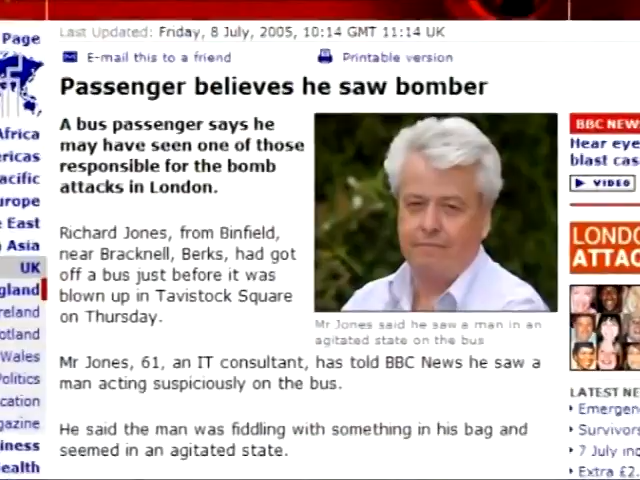 Last Updated: Friday, 8 July, 2005, 10:14 GMT 11:14 UK
E-mail this to a friend
Printable version
Passenger believes he saw bomber
A bus passenger says he
may have seen one of those
responsible for the bomb
attacks in London.
Richard Jones, from Binfield,
near Bracknell, Berks, had got
off a bus just before it was
blown up in Tavistock Square
on Thursday.
Mr Jones said he saw a man in an
agitated state on the bus
Mr Jones, 61, an IT consultant, has told BBC News he saw a
man acting suspiciously on the bus.
He said the man was fiddling with something in his bag and
seemed in an agitated state.
Page
Africa
ericas
acific
urope
e East
Asia
UK
gland
reland
otland
Wales
Politics
cation
agazine
iness
ealth
BBC NEWS
Hear eye
blast cas
VIDEO
LONDO
ATTAC
LATEST NE
Emergen
Survivors
7 July inq
Extra £2.